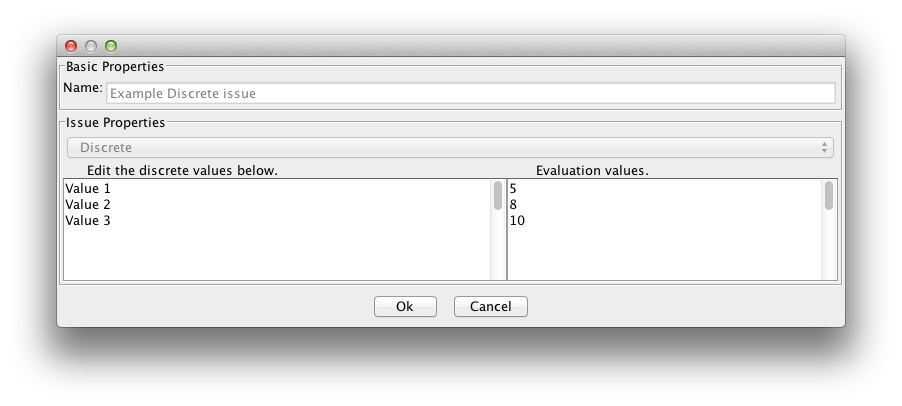 Basic Properties
Name: Example Discrete issue
Issue Properties
Discrete
Edit the discrete values below. Evaluation values.
Value 1 5
Value 2 8
Value 3 10
Ok Cancel